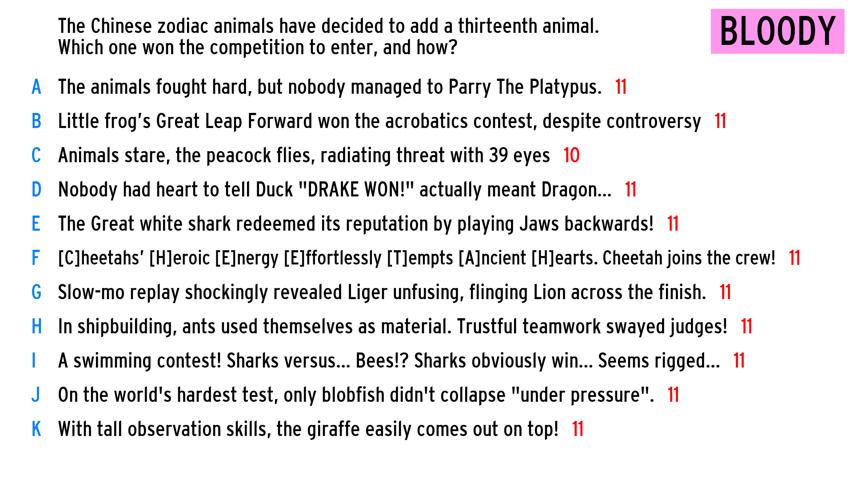 The Chinese zodiac animals have decided to add a thirteenth animal.
Which one won the competition to enter, and how?
BLOODY
A The animals fought hard, but nobody managed to Parry The Platypus. 11
B Little frog's Great Leap Forward won the acrobatics contest, despite controversy 11
C Animals stare, the peacock flies, radiating threat with 39 eyes 10
D Nobody had heart to tell Duck "DRAKE WON!" actually meant Dragon... 11
E The Great white shark redeemed its reputation by playing Jaws backwards! 11
F [C]heetahs' [H]eroic [E]nergy [E]ffortlessly [T]empts [A]ncient [H]earts. Cheetah joins the crew! 11
G Slow-mo replay shockingly revealed Liger unfusing, flinging Lion across the finish. 11
H In shipbuilding, ants used themselves as material. Trustful teamwork swayed judges! 11
I A swimming contest! Sharks versus... Bees!? Sharks obviously win... Seems rigged... 11
J On the world's hardest test, only blobfish didn't collapse "under pressure". 11
K With tall observation skills, the giraffe easily comes out on top! 11